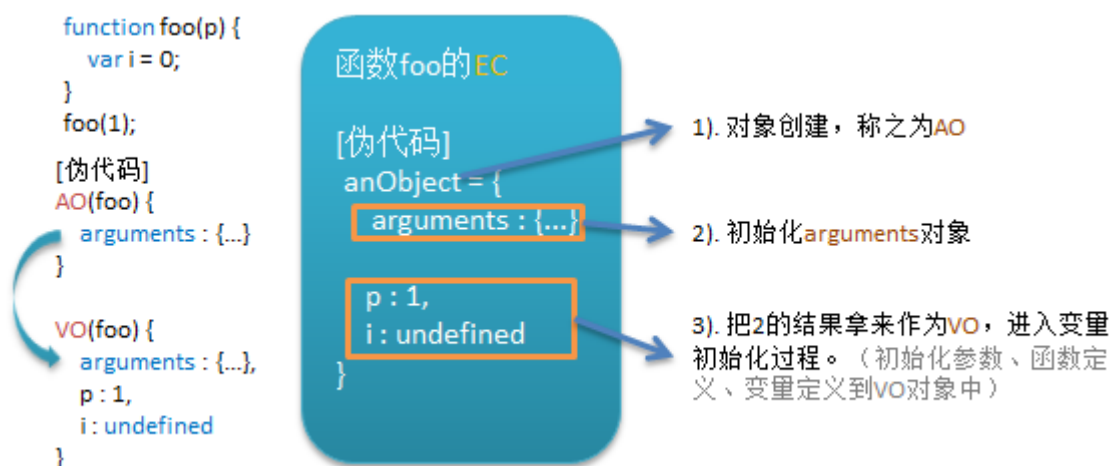 function foo(p) {
var i = 0;
}
foo(1);
[伪代码]
AO(foo) {
arguments : {...}
}
VO(foo) {
arguments : {...},
p : 1,
i : undefined
}
函数foo的EC
[伪代码]
anObject = {
arguments : {...}
p : 1,
i : undefined
}
1). 对象创建，称之为AO
2). 初始化arguments对象
3). 把2的结果拿来作为VO，进入变量
初始化过程。（初始化参数、函数定
义、变量定义到VO对象中）